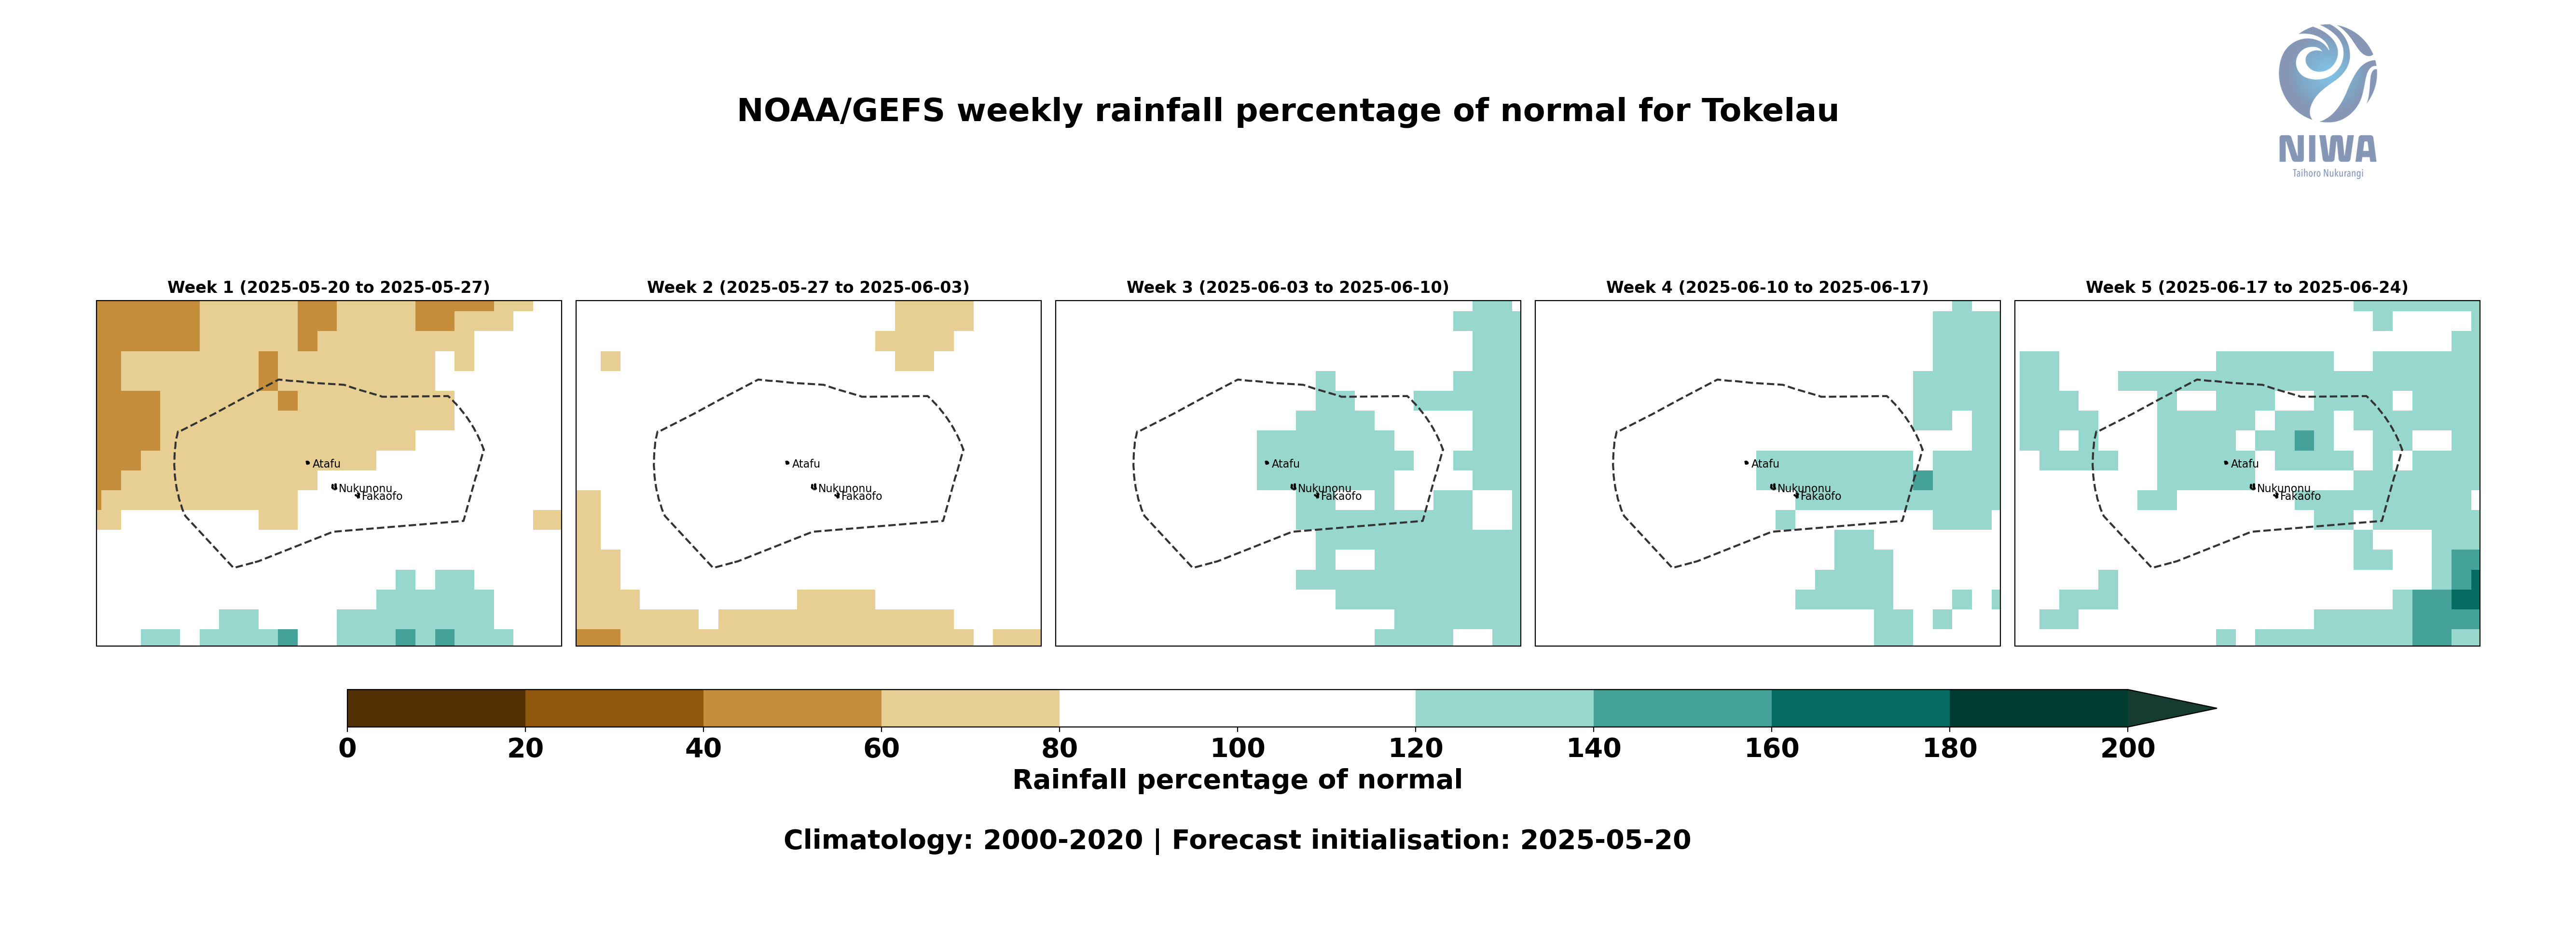 NOAA/GEFS weekly rainfall percentage of normal for Tokelau
NIWA
Taihoro Nukurangi
Week 1 (2025-05-20 to 2025-05-27)
Week 2 (2025-05-27 to 2025-06-03)
Week 3 (2025-06-03 to 2025-06-10)
Week 4 (2025-06-10 to 2025-06-17)
Week 5 (2025-06-17 to 2025-06-24)
Atafu
Nukunonu
Fakaofo
Atafu
Nukunonu
Fakaofo
Atafu
Nukunonu
Fakaofo
Atafu
Nukunonu
Fakaofo
Atafu
Nukunonu
Fakaofo
0 20 40 60 80 100 120 140 160 180 200
Rainfall percentage of normal
Climatology: 2000-2020 | Forecast initialisation: 2025-05-20